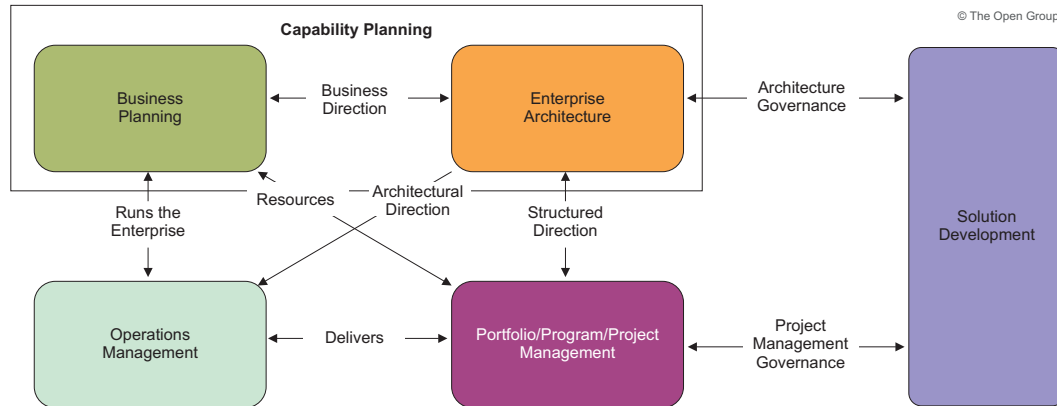 © The Open Group
Capability Planning
Business
Planning
Business
Direction
Enterprise
Architecture
Architecture
Governance
Resources
Architectural
Direction
Runs the
Enterprise
Structured
Direction
Solution
Development
Operations
Management
Delivers
Portfolio/Program/Project
Management
Project
Management
Governance